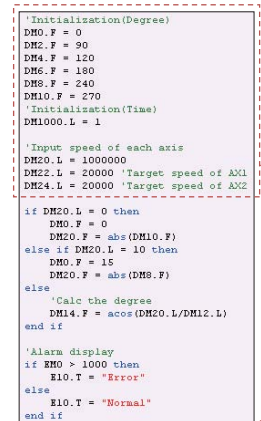 'Initialization(Degree)
DM0.F = 0
DM2.F = 90
DM4.F = 120
DM6.F = 180
DM8.F = 240
DM10.F = 270
'Initialization(Time)
DM1000.L = 1
'Input speed of each axis
DM20.L = 1000000
DM22.L = 20000 'Target speed of AX1
DM24.L = 20000 'Target speed of AX2
if DM20.L = 0 then
DM0.F = 0
DM20.F = abs(DM10.F)
else if DM20.L = 10 then
DM0.F = 15
DM20.F = abs(DM8.F)
else
'Calc the degree
DM14.F = acos(DM20.L/DM12.L)
end if
'Alarm display
if EM0 > 1000 then
E10.T = "Error"
else
E10.T = "Normal"
end if